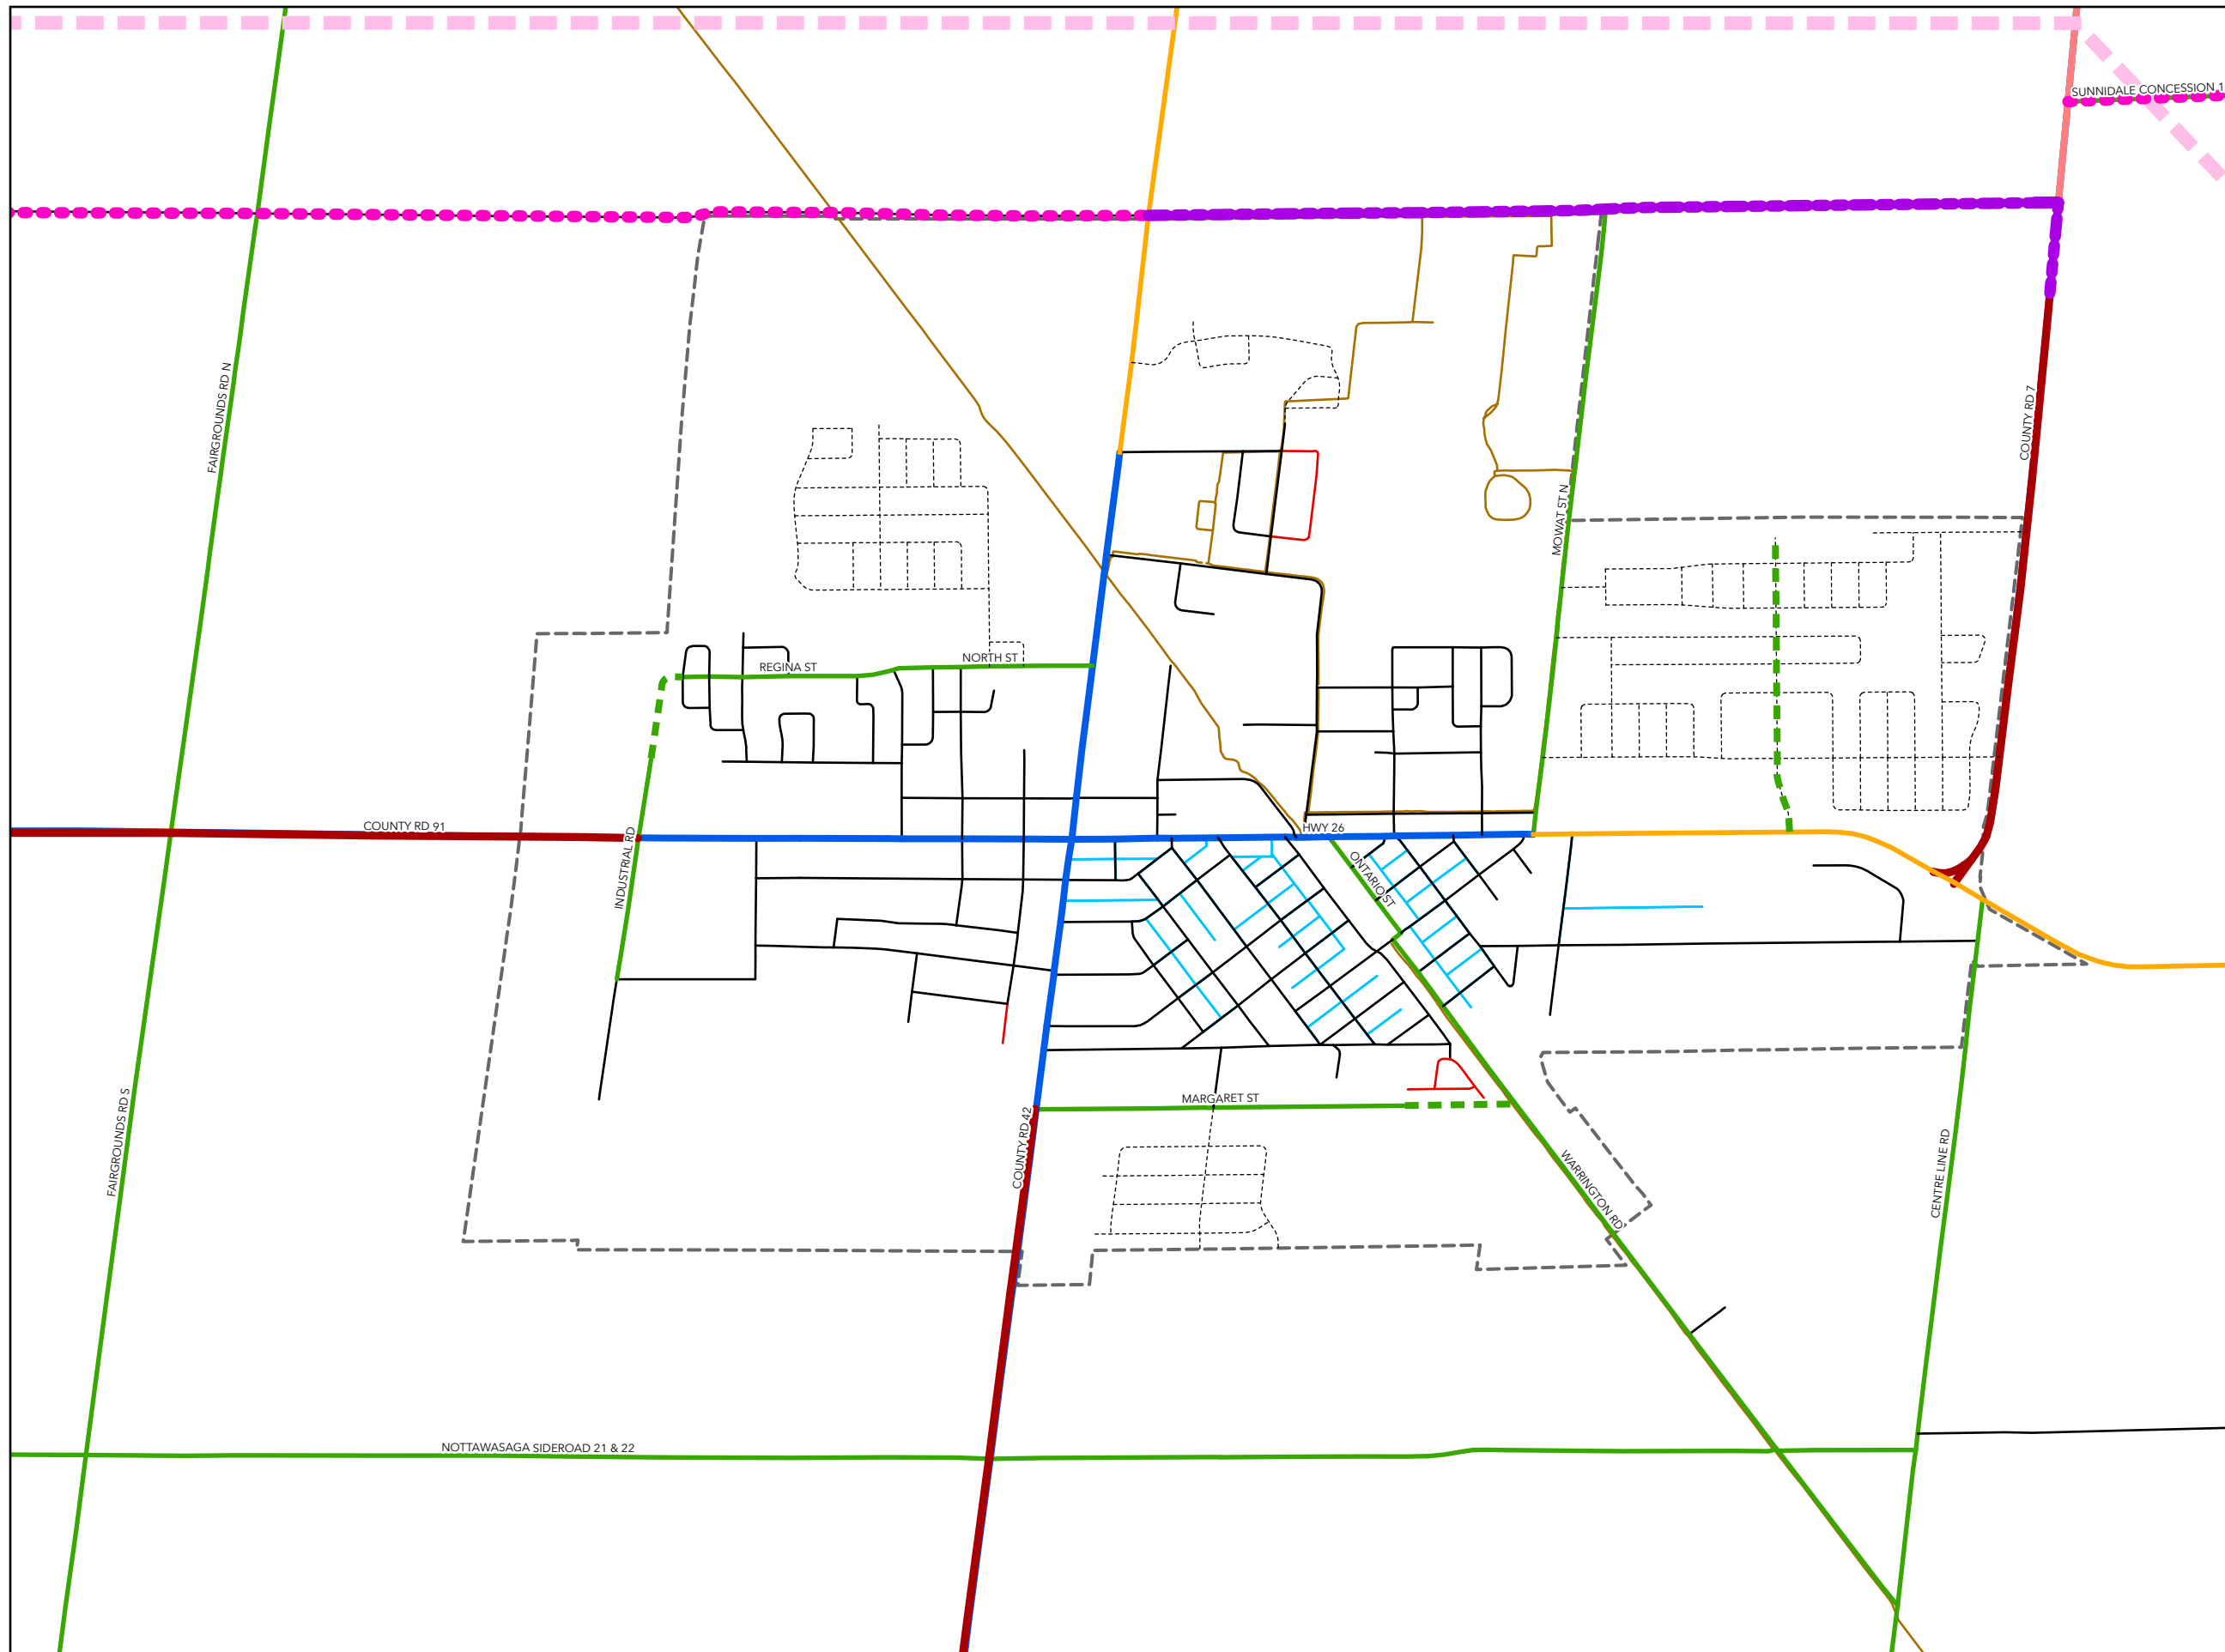 SUNNIDALE CONCESSION 1
FAIRGROUNDS RD N
COUNTY RD 7
MOWAT ST N
NORTH ST
REGINA ST
COUNTY RD 91
HWY 26
INDUSTRIAL RD
ONTARIO ST
MARGARET ST
FAIRGROUNDS RD S
COUNTY RD 42
WARRINGTON RD
CENTRE LINE RD
NOTTAWASAGA SIDEROAD 21 & 22